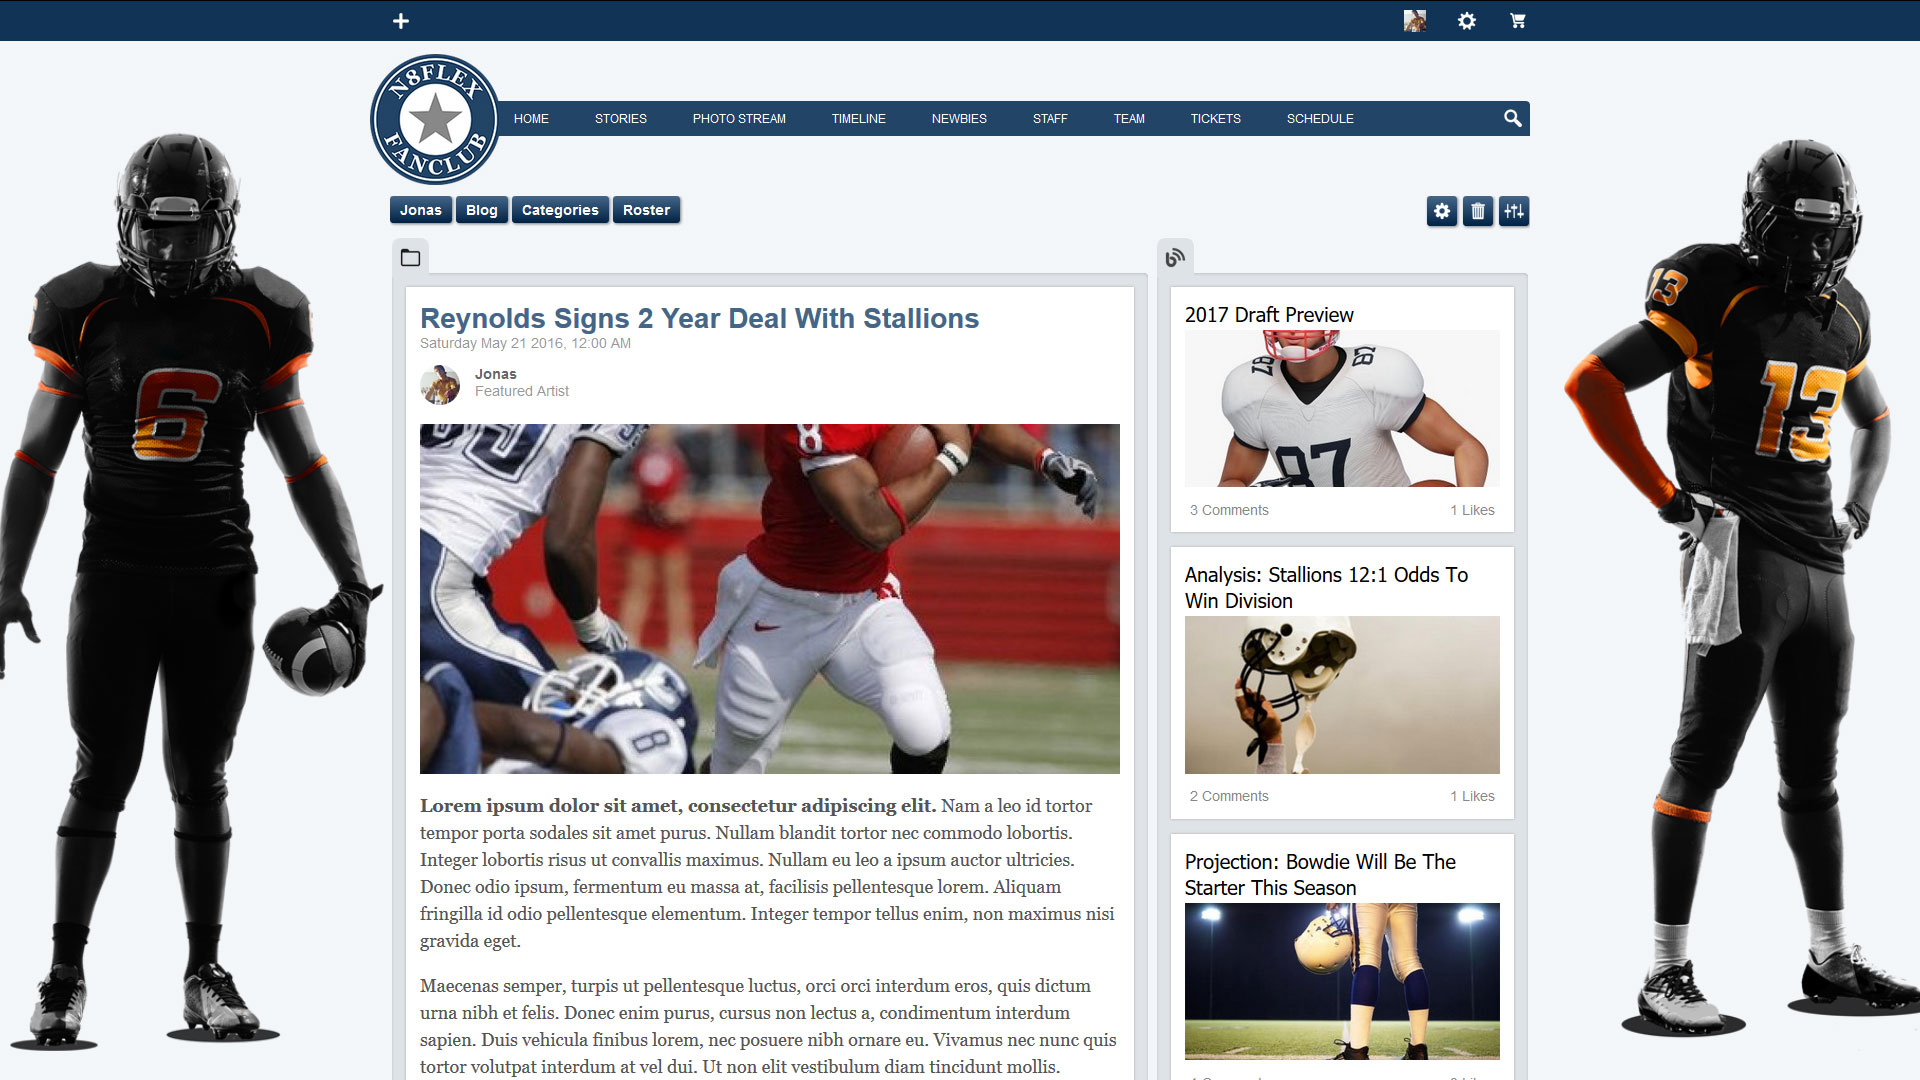 N8FLEX
FANCLUB
HOME STORIES PHOTO STREAM TIMELINE NEWBIES STAFF TEAM TICKETS SCHEDULE
Jonas Blog Categories Roster
Reynolds Signs 2 Year Deal With Stallions
Saturday May 21 2016, 12:00 AM
Jonas
Featured Artist
8
8
Lorem ipsum dolor sit amet, consectetur adipiscing elit. Nam a leo id tortor
tempor porta sodales sit amet purus. Nullam blandit tortor nec commodo lobortis.
Integer lobortis risus ut convallis maximus. Nullam eu leo a ipsum auctor ultricies.
Donec odio ipsum, fermentum eu massa at, facilisis pellentesque lorem. Aliquam
fringilla id odio pellentesque elementum. Integer tempor tellus enim, non maximus nisi
gravida eget.
Maecenas semper, turpis ut pellentesque luctus, orci orci interdum eros, quis dictum
urna nibh et felis. Donec enim purus, cursus non lectus a, condimentum interdum
sapien. Duis vehicula finibus lorem, nec posuere nibh ornare eu. Vivamus nec nunc quis
tortor volutpat interdum at vel dui. Ut non elit vestibulum diam tincidunt mollis.
2017 Draft Preview
87 87
87
3 Comments 1 Likes
Analysis: Stallions 12:1 Odds To
Win Division
2 Comments 1 Likes
Projection: Bowdie Will Be The
Starter This Season
6
13
13